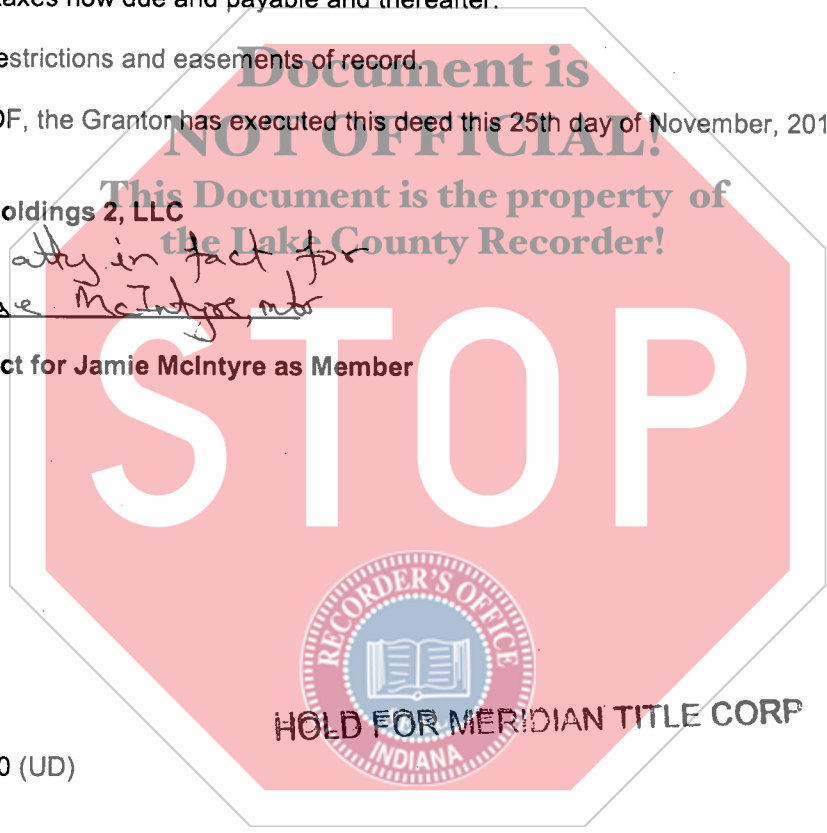 taxes now due and payable and thereafter.
estrictions and easements of record.
Document is
OF, the Grantor has executed this deed this 25th day of November, 201
NOT OFFICIAL!
This Document is the property of
oldings 2, LLC
the Lake County Recorder!
atty in fact for
McIntyre, mbr
ct for Jamie McIntyre as Member
STOP
RECORDER'S OFFICE
HOLD FOR MERIDIAN TITLE CORP
INDIANA
0 (UD)